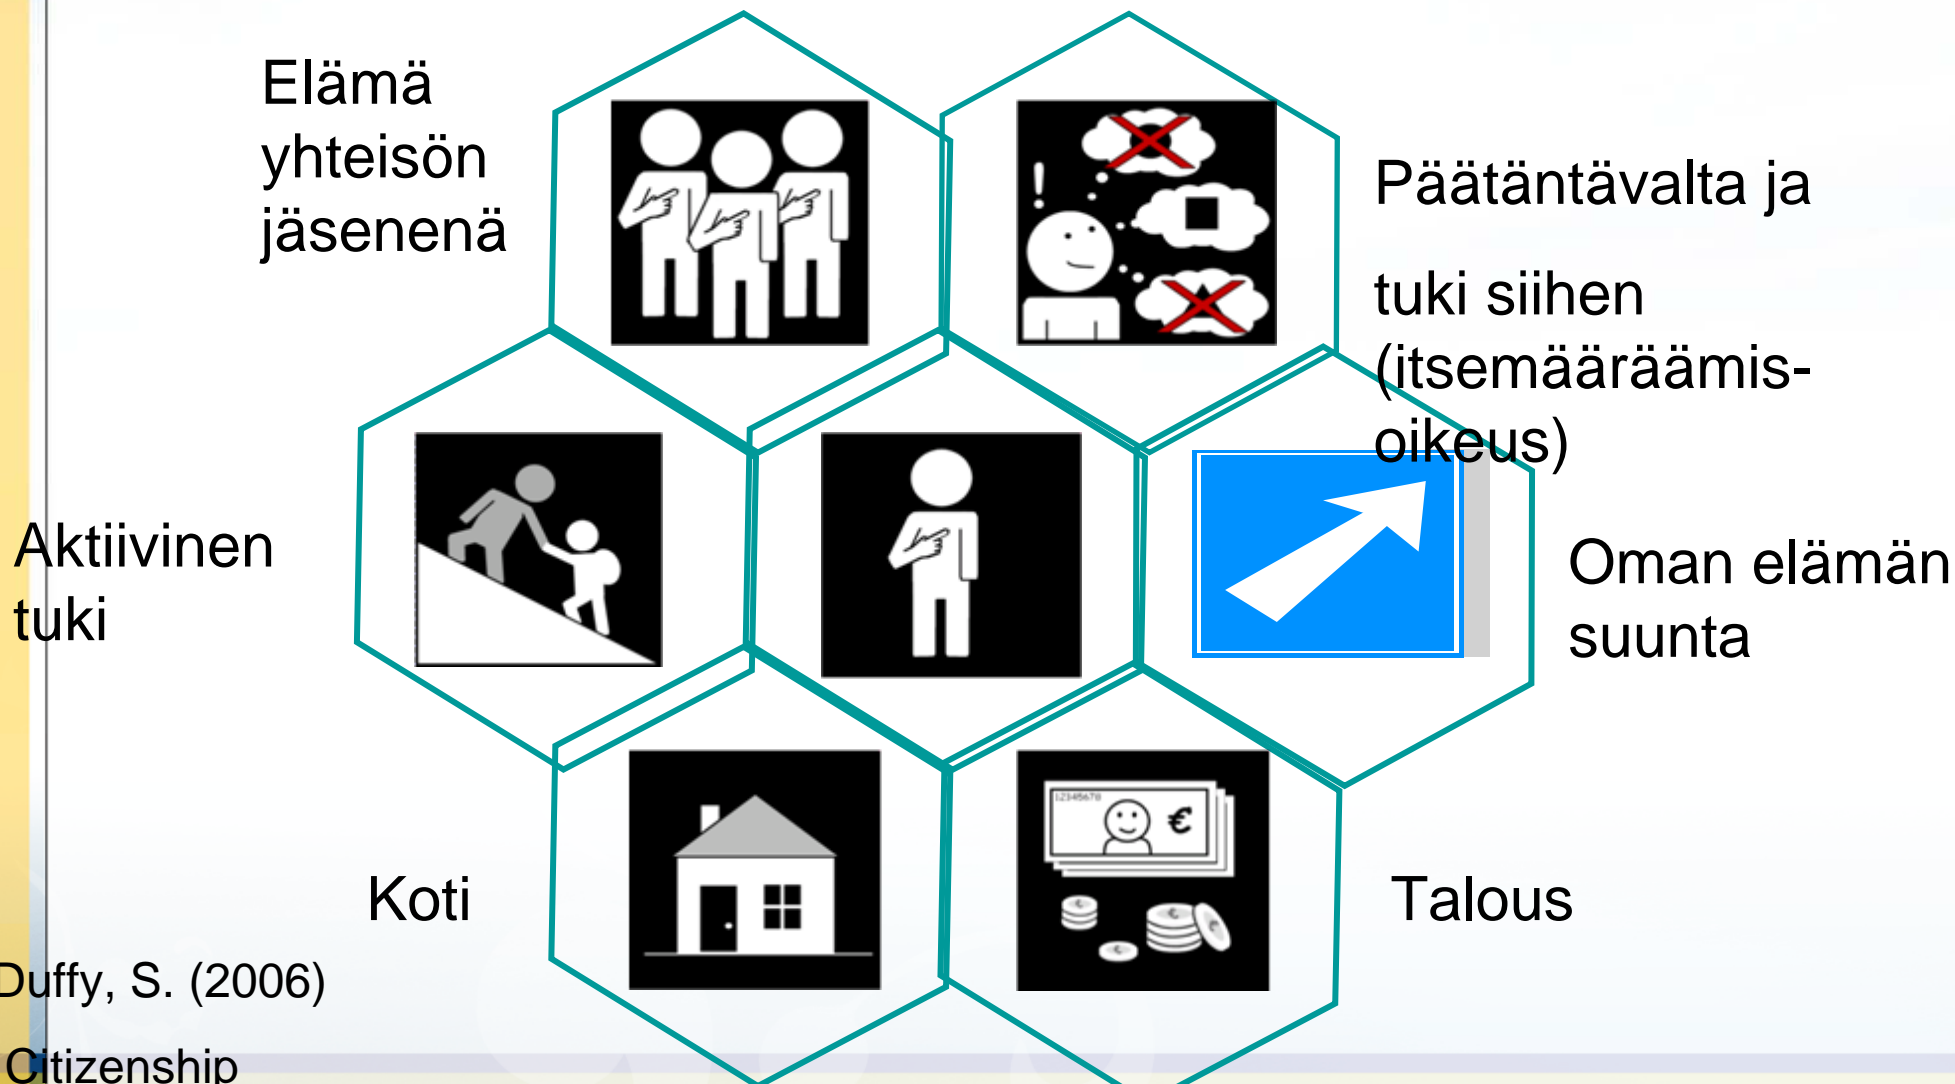 Elämä
yhteisön
jäsenenä
Päätäntävalta ja
tuki siihen
(itsemääräämis-
oikeus)
Aktiivinen
tuki
Oman elämän
suunta
Koti
12345678
€
Talous
Duffy, S. (2006)
Citizenship